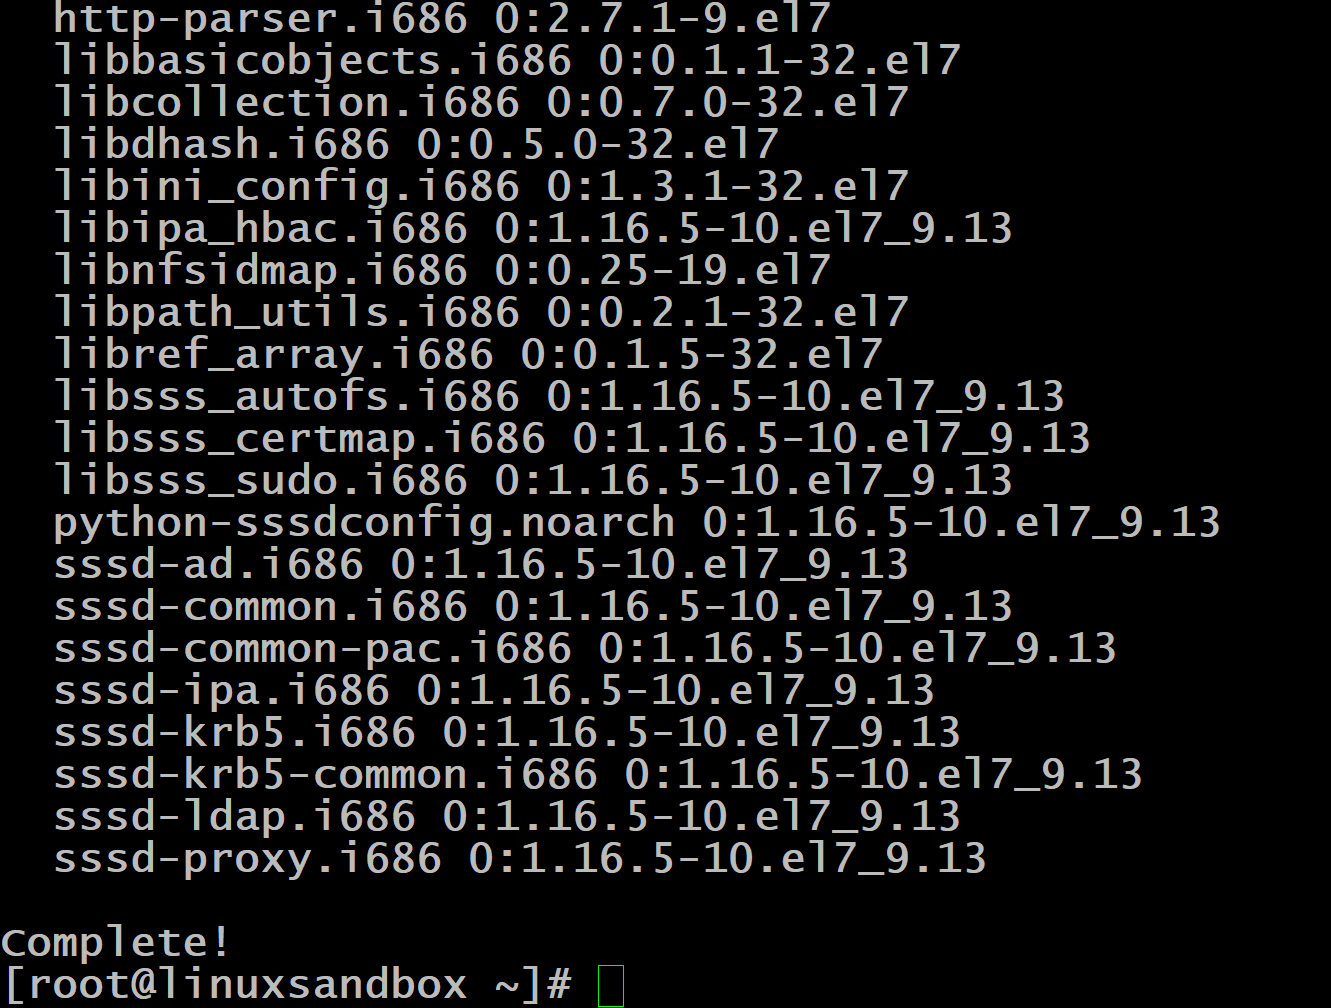 http-parser.i686 0:2.7.1-9.el7
libbasicobjects.i686 0:0.1.1-32.el7
libcollection.i686 0:0.7.0-32.el7
libdhash.i686 0:0.5.0-32.el7
libini_config.i686 0:1.3.1-32.el7
libipa_hbac.i686 0:1.16.5-10.el7_9.13
libnfsidmap.i686 0:0.25-19.el7
libpath_utils.i686 0:0.2.1-32.el7
libref_array.i686 0:0.1.5-32.el7
libsss_autofs.i686 0:1.16.5-10.el7_9.13
libsss_certmap.i686 0:1.16.5-10.el7_9.13
libsss_sudo.i686 0:1.16.5-10.el7_9.13
python-sssdconfig.noarch 0:1.16.5-10.el7_9.13
sssd-ad.i686 0:1.16.5-10.el7_9.13
sssd-common.i686 0:1.16.5-10.el7_9.13
sssd-common-pac.i686 0:1.16.5-10.el7_9.13
sssd-ipa.i686 0:1.16.5-10.el7_9.13
sssd-krb5.i686 0:1.16.5-10.el7_9.13
sssd-krb5-common.i686 0:1.16.5-10.el7_9.13
sssd-ldap.i686 0:1.16.5-10.el7_9.13
sssd-proxy.i686 0:1.16.5-10.el7_9.13
Complete!
[root@linuxsandbox ~]#